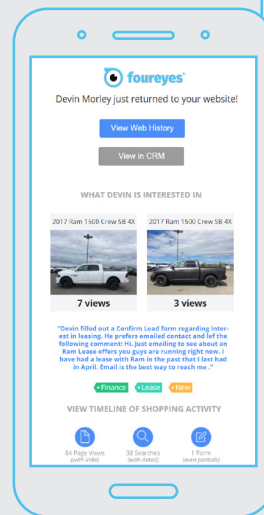 foureyes
Devin Morley just returned to your website!
View Web History
View in CRM
WHAT DEVIN IS INTERESTED IN
2017 Ram 1500 Crew SB 4X
2017 Ram 1500 Crew SB 4X
7 views
3 views
"Devin filled out a Confirm Lead form regarding Inter-
est in leasing. He prefers emailed contact and lef the
following comment: Hi. Just emailing to see about an
Ram Lease offers you guys are running right now. I
have had a lease with Ram in the past that I last had
in April. Email is the best way to reach me ."
Finance
Lease
New
VIEW TIMELINE OF SHOPPING ACTIVITY
84 Page Views
(with links)
38 Searches
(with detail)
1 Form
(even partials)